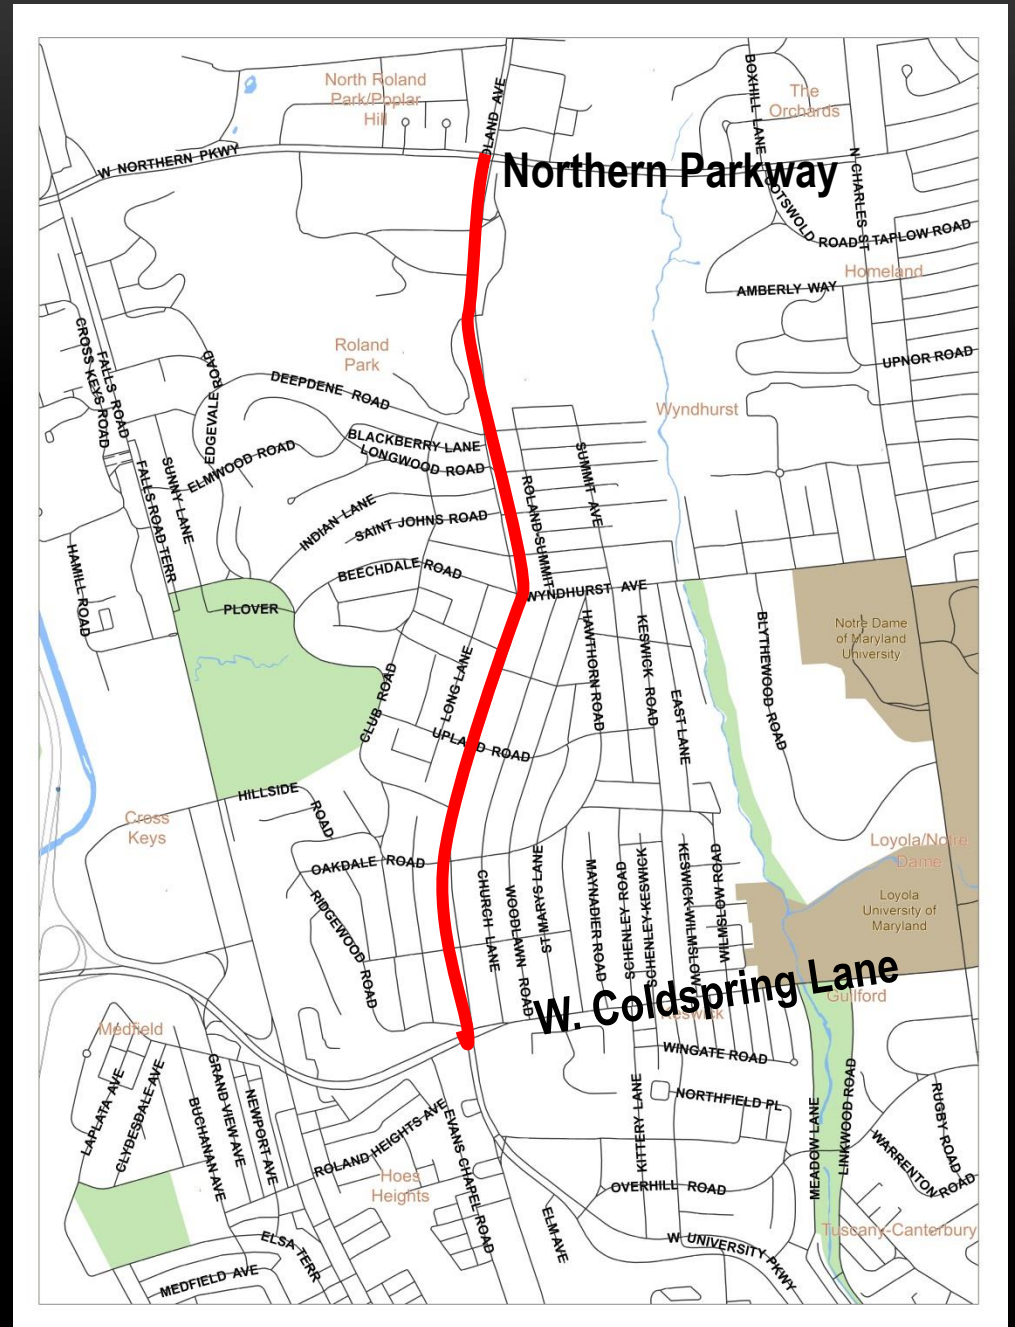 North Roland
Park/Poplar
Hill
OLAND AVE
BOXHILL LANE
The
Orchards
W NORTHERN PKWY
Northern Parkway
N CHARLES ST
COTSWOLD
ROAD
TAPLOW ROAD
Homeland
AMBERLY WAY
UPNOR ROAD
CROSS KEYS ROAD
FALLS ROAD
Roland
Park
EDGEVALE ROAD
DEEPDENE ROAD
Wyndhurst
BLACKBERRY LANE
LONGWOOD ROAD
ELMWOOD ROAD
SUNNY LANE
FALLS ROAD TERR
SUMMIT AVE
ROLAND-SUMMIT
INDIAN LANE
SAINT JOHNS ROAD
BEECHDALE ROAD
HAMILL ROAD
WYNDHURST AVE
PLOVER
HAWTHORN ROAD
KESWICK ROAD
BLYTHEWOOD ROAD
Notre Dame
of Maryland
University
LONG LANE
CLUB ROAD
EAST LANE
UPLAND ROAD
HILLSIDE
ROAD
Cross
Keys
OAKDALE ROAD
Loyola/Notre
Dame
CHURCH LANE
WOODLAWN ROAD
ST MARYS LANE
MAYNADIER ROAD
SCHENLEY ROAD
SCHENLEY-KESWICK
KESWICK-WILMSLOW
WILMSLOW ROAD
Loyola
University of
Maryland
RIDGEWOOD ROAD
W. Coldspring Lane
Guilford
Keswick
Medfield
WINGATE ROAD
LAPLATA AVE
CLYDESDALE AVE
GRAND VIEW AVE
BUCHANAN AVE
NEWPORT AVE
ROLAND HEIGHTS AVE
EVANS CHAPEL ROAD
KITTERY LANE
NORTHFIELD PL
MEADOW LANE
LINKWOOD ROAD
RUGBY ROAD
WARRENTON ROAD
Hoes
Heights
OVERHILL ROAD
Tuscany-Canterbury
ELM AVE
W UNIVERSITY PKWY
ELSA TERR
MEDFIELD AVE